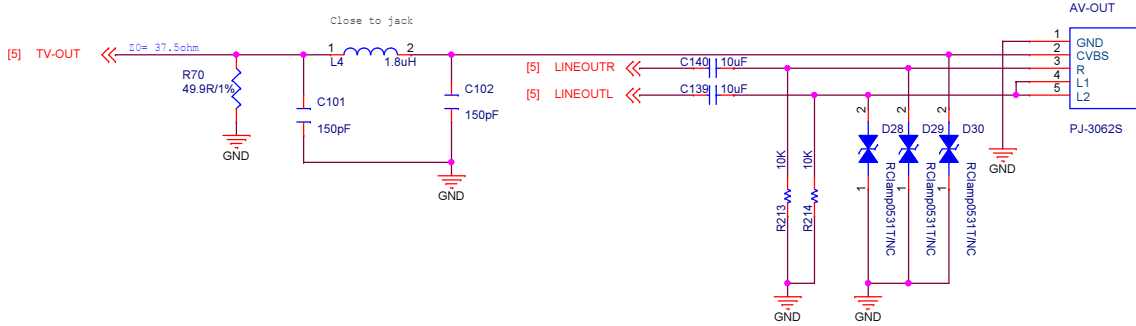 Close to jack
AV-OUT
[5] TV-OUT
Z0= 37.5ohm
1
2
L4
1.8uH
R70
49.9R/1%
GND
C101
150pF
C102
150pF
GND
[5] LINEOUTR
C140
10uF
[5] LINEOUTL
C139
10uF
1
GND
2
CVBS
3
R
4
L1
5
L2
PJ-3062S
10K
R213
10K
R214
GND
2
D28
1
RClamp0531T/NC
2
D29
1
RClamp0531T/NC
2
D30
1
RClamp0531T/NC
GND
GND